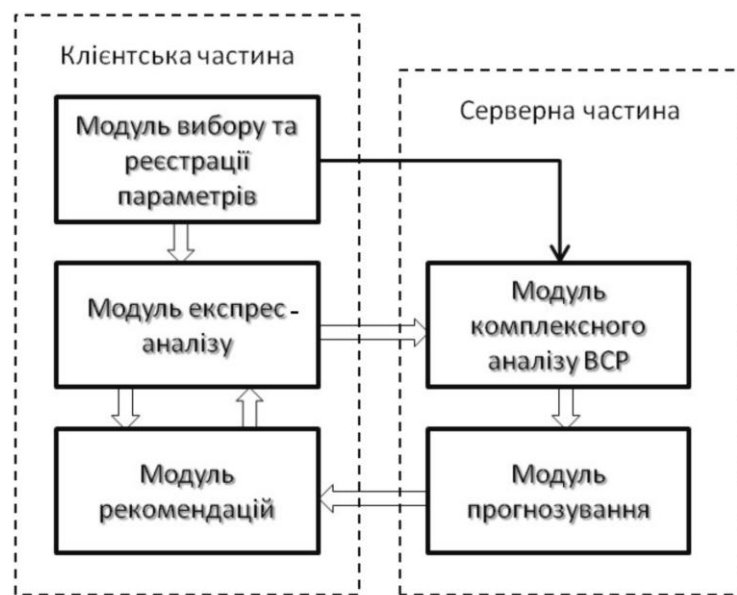 Клієнтська частина
Модуль вибору та
реєстрації
параметрів
Модуль експрес-
аналізу
Модуль
рекомендацій
Серверна частина
Модуль
комплексного
аналізу ВСР
Модуль
прогнозування